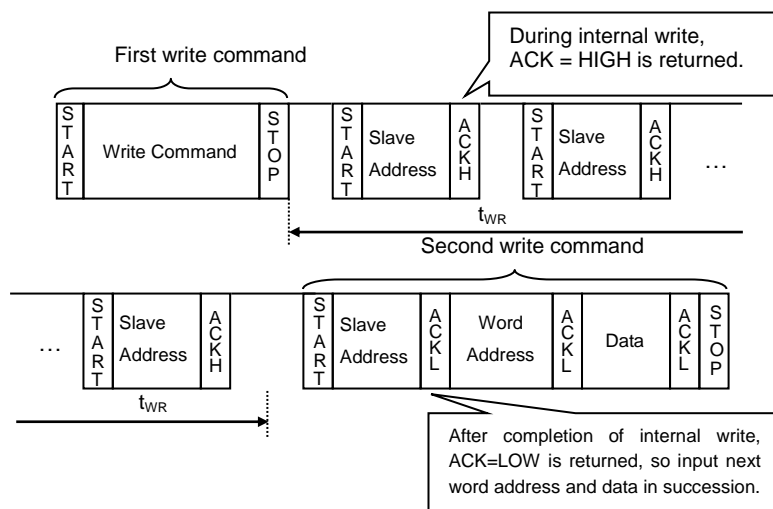 First write command
During internal write,
ACK = HIGH is returned.
START
Write Command
STOP
START
Slave
Address
ACKH
START
Slave
Address
ACKH
…
tWR
Second write command
…
START
Slave
Address
ACKH
START
Slave
Address
ACKL
Word
Address
ACKL
Data
ACKL
STOP
tWR
After completion of internal write,
ACK=LOW is returned, so input next
word address and data in succession.